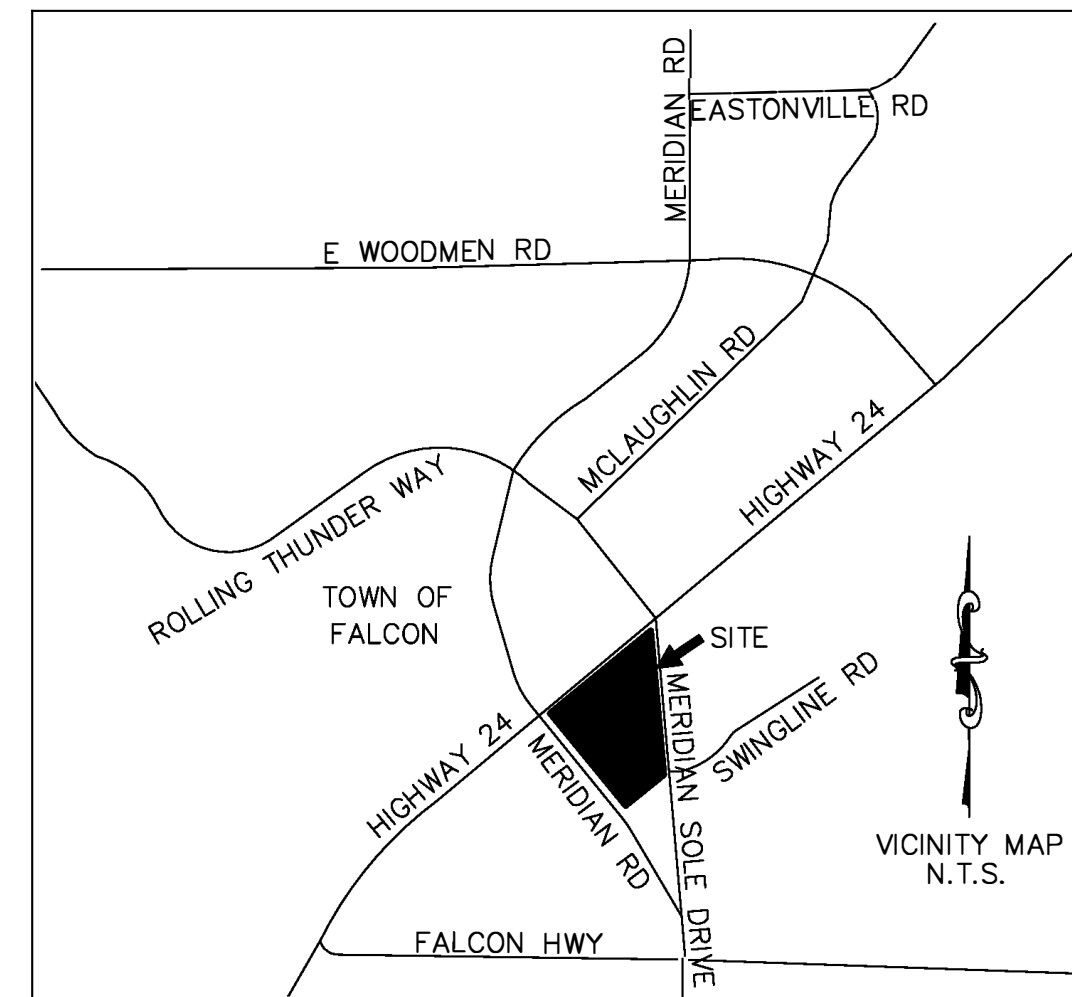 MERIDIAN RD
EASTONVILLE RD
E WOODMEN RD
MCLAUGHLIN RD
HIGHWAY 24
ROLLING THUNDER WAY
TOWN OF
FALCON
SITE
MERIDIAN SOLE DRIVE
SWINGLINE RD
HIGHWAY 24
MERIDIAN RD
VICINITY MAP
N.T.S.
FALCON HWY